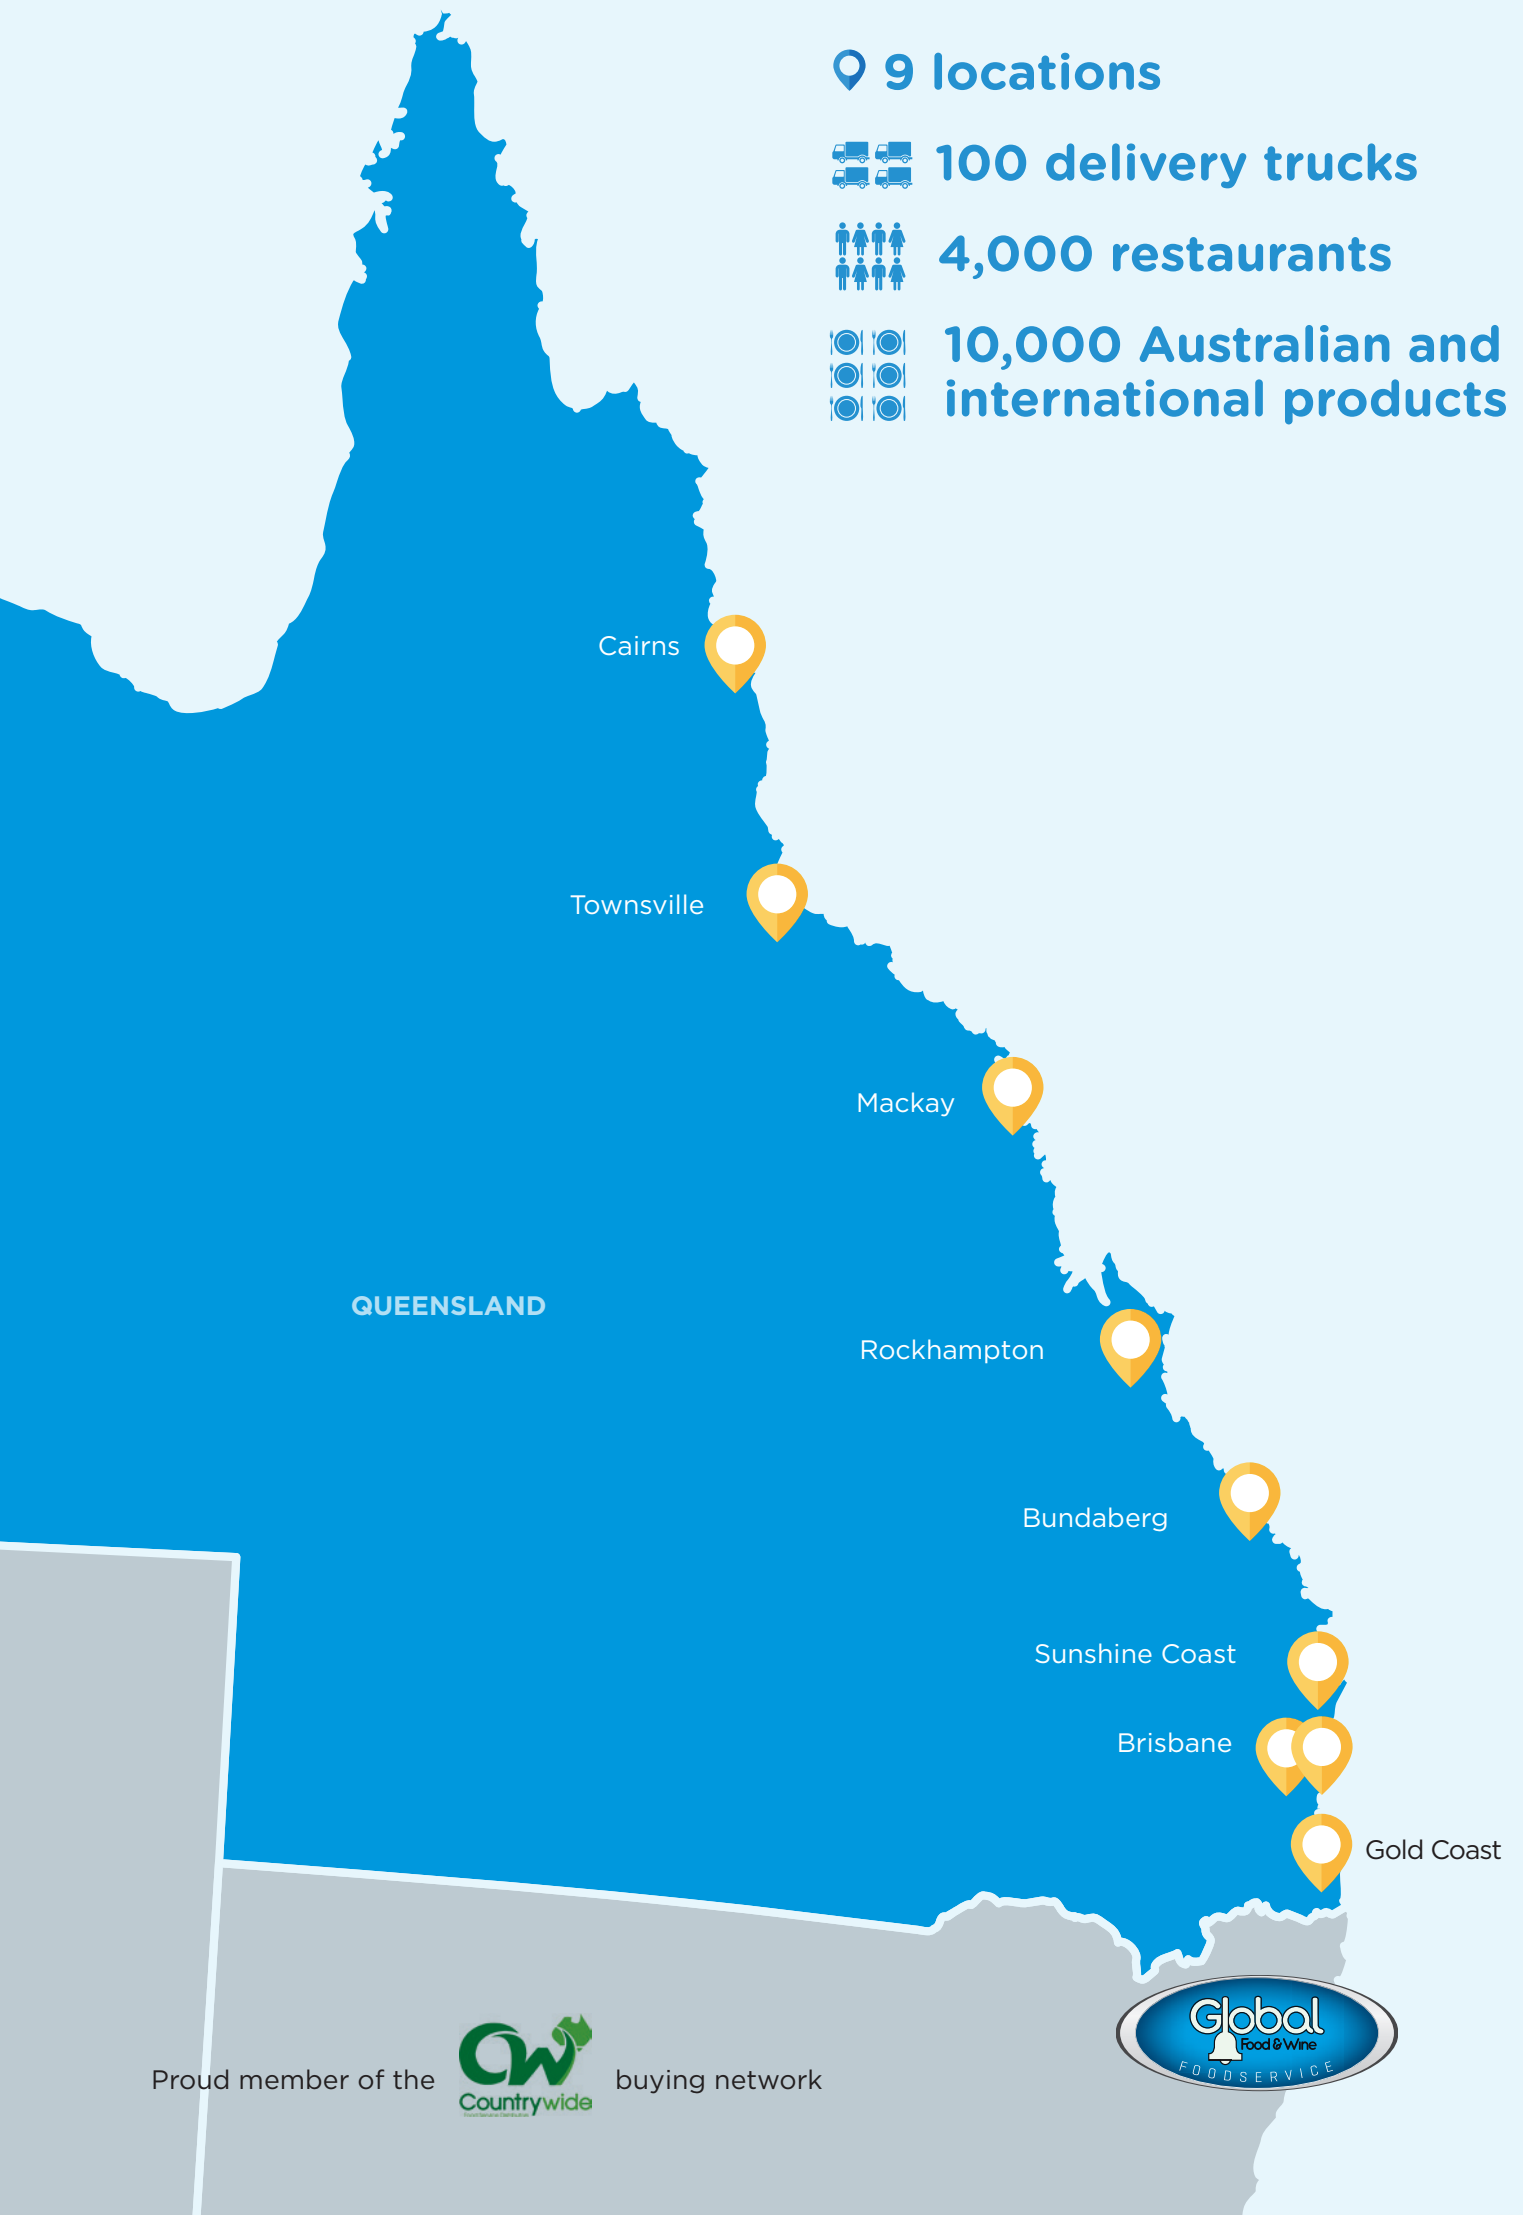 9 locations
100 delivery trucks
4,000 restaurants
10,000 Australian and
international products
Cairns
Townsville
Mackay
QUEENSLAND
Rockhampton
Bundaberg
Sunshine Coast
Brisbane
Gold Coast
Proud member of the
CW
Countrywide
buying network
Global
Food & Wine
FOODSERVICE